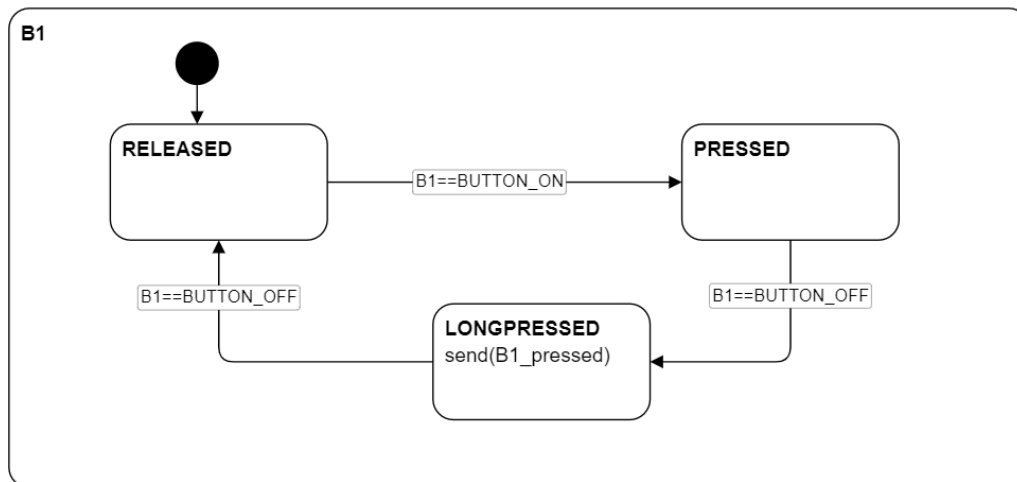 B1
RELEASED
PRESSED
B1==BUTTON_ON
B1==BUTTON_OFF
B1==BUTTON_OFF
LONGPRESSED
send(B1_pressed)